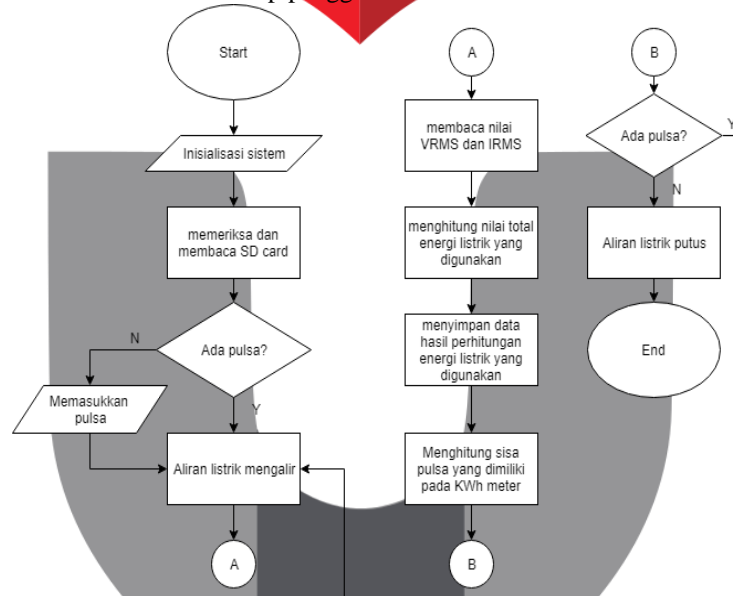 Start
Inisialisasi sistem
memeriksa dan
membaca SD card
Ada pulsa?
N
Y
Memasukkan
pulsa
Aliran listrik mengalir
A
A
membaca nilai
VRMS dan IRMS
menghitung nilai total
energi listrik yang
digunakan
menyimpan data
hasil perhitungan
energi listrik yang
digunakan
Menghitung sisa
pulsa yang dimiliki
pada KWh meter
B
B
Ada pulsa?
Y
N
Aliran listrik putus
End